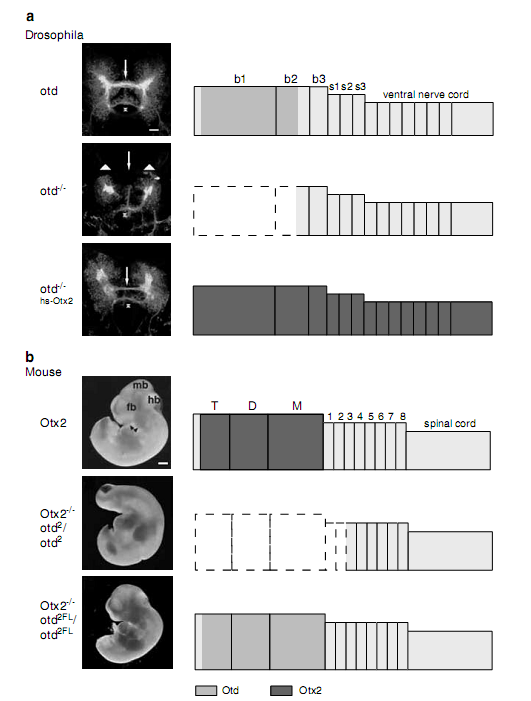 a
Drosophila
otd
b1 b2 b3
s1 s2 s3
ventral nerve cord
otd-/-
otd-/-
hs-Otx2
b
Mouse
mb
fb hb
Otx2
T D M
1 2 3 4 5 6 7 8 spinal cord
Otx2-/-
otd2/
otd2
Otx2-/-
otd2FL/
otd2FL
Otd Otx2